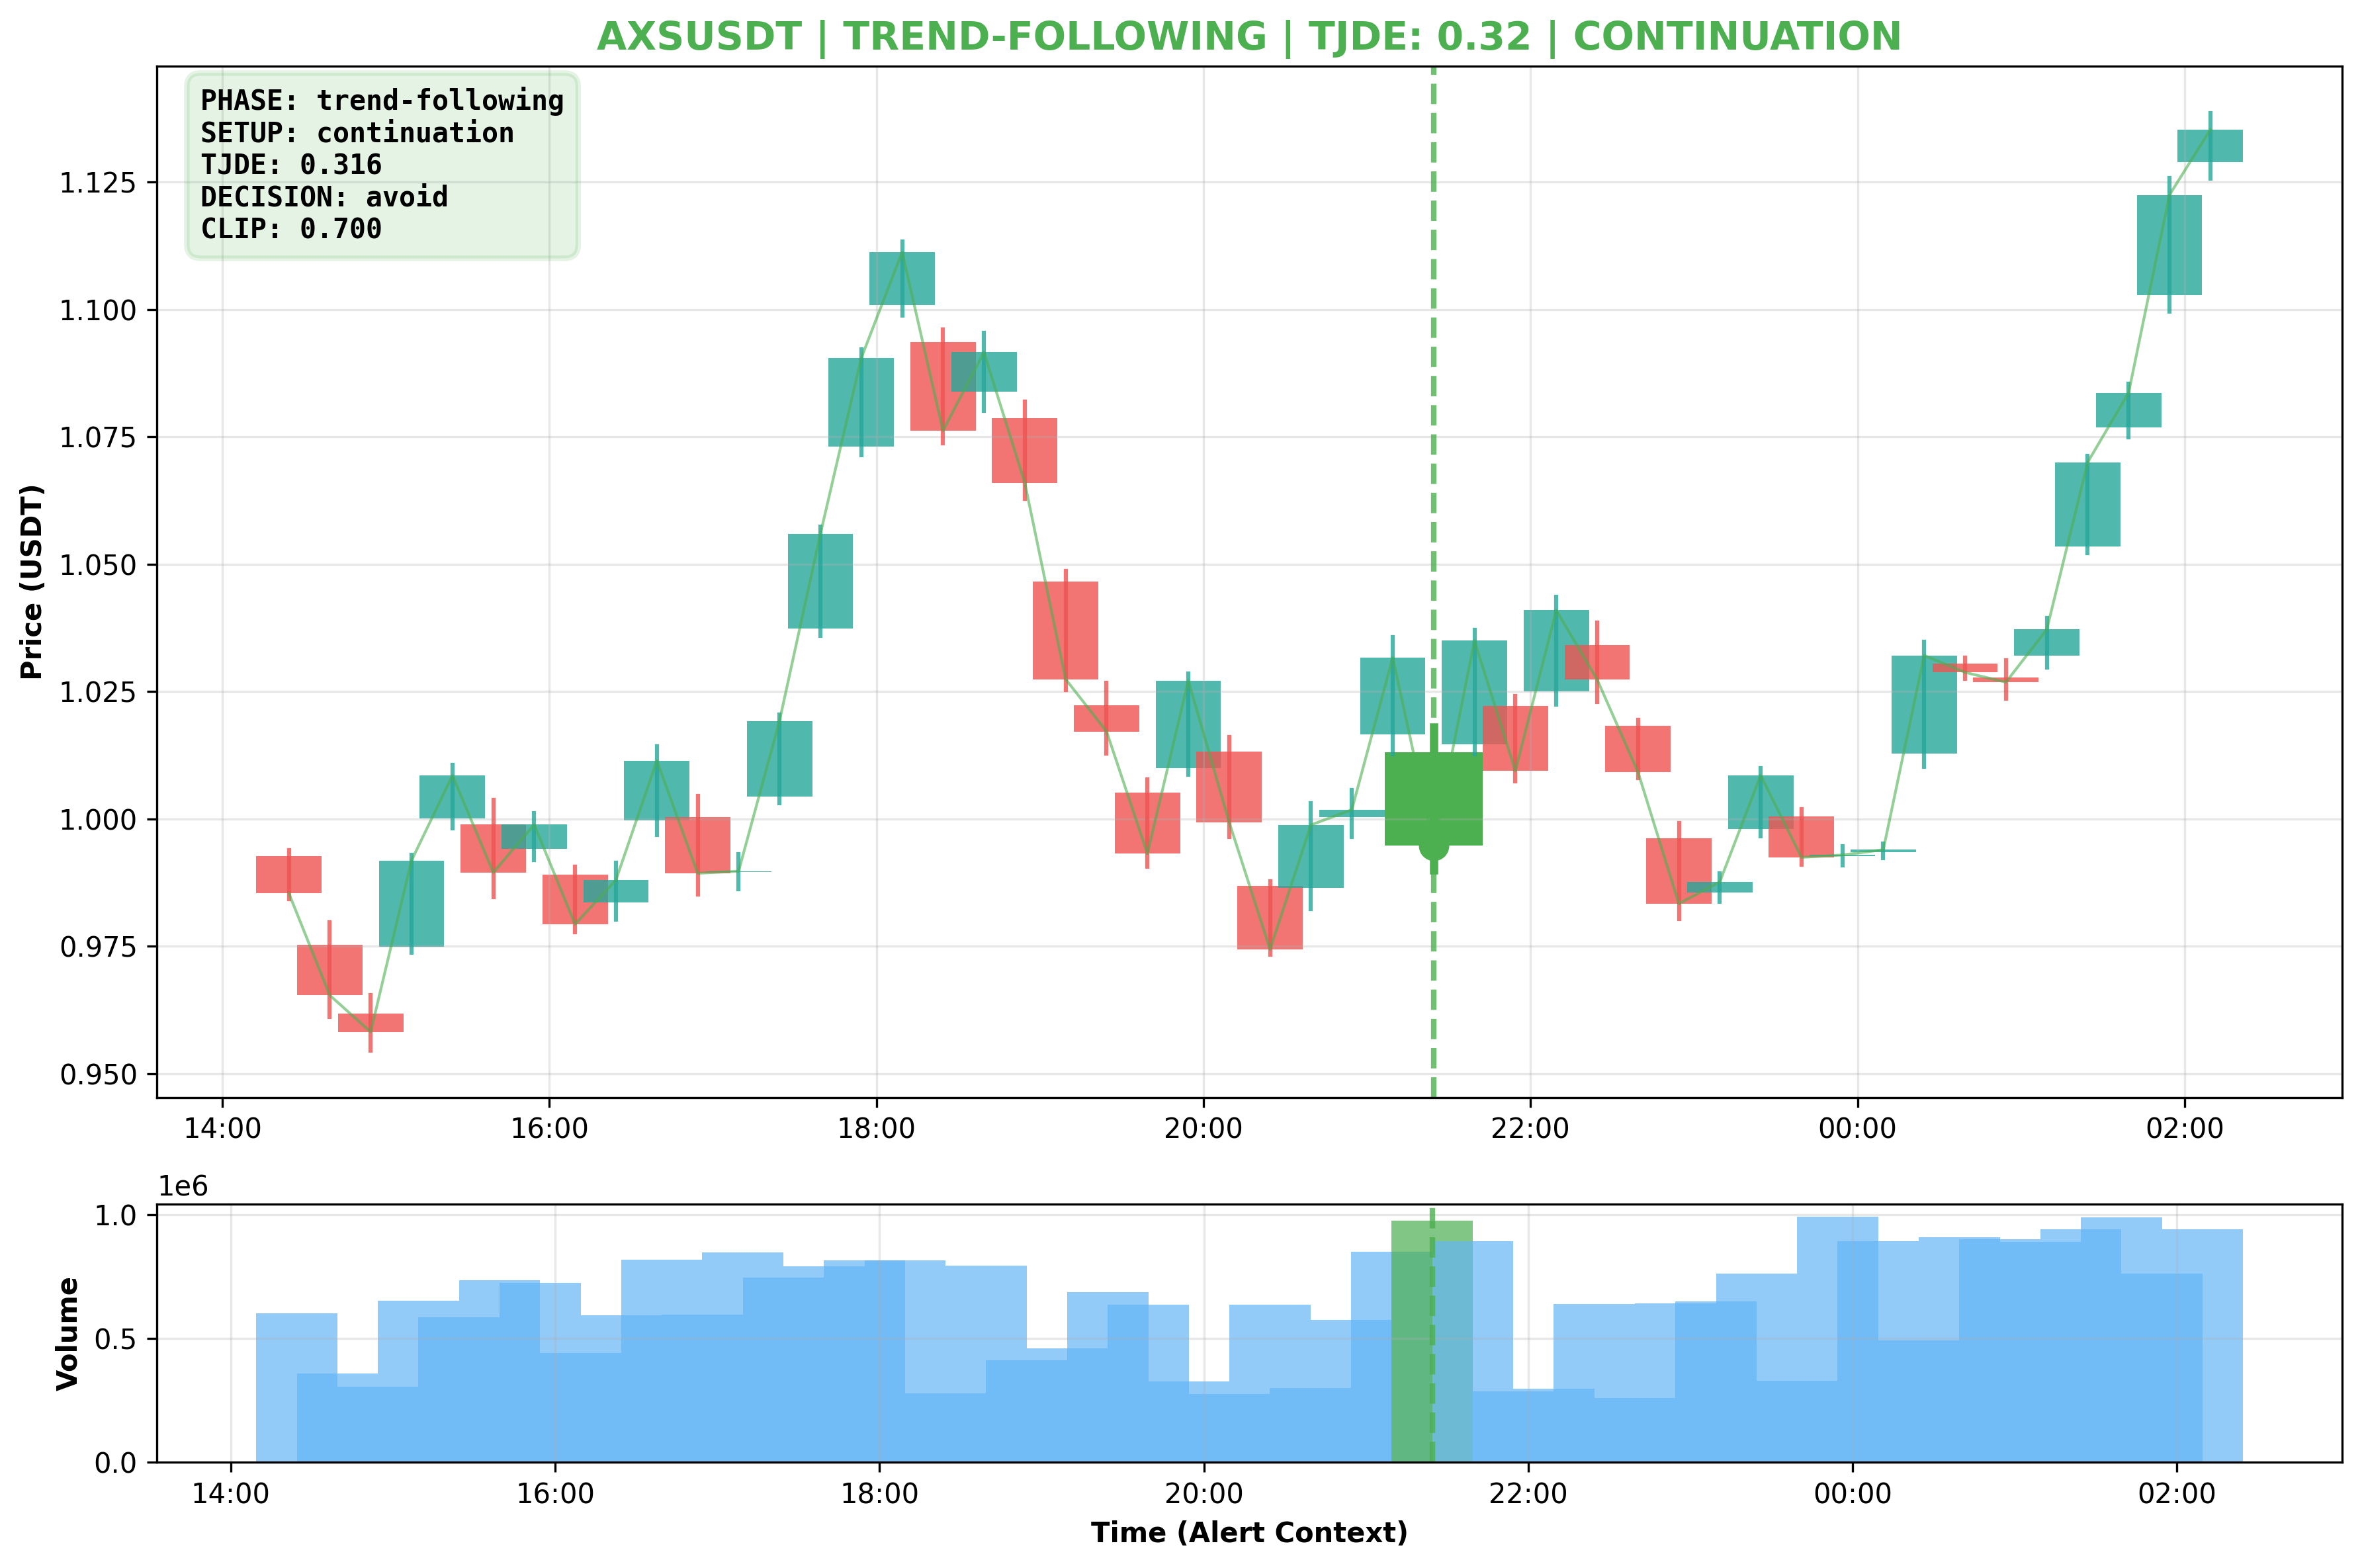 AXSUSDT | TREND-FOLLOWING | TJDE: 0.32 | CONTINUATION
PHASE: trend-following
SETUP: continuation
TJDE: 0.316
DECISION: avoid
CLIP: 0.700
Price (USDT)
1.125
1.100
1.075
1.050
1.025
1.000
0.975
0.950
14:00 16:00 18:00 20:00 22:00 00:00 02:00
1e6
Volume
1.0
0.5
0.0
14:00 16:00 18:00 20:00 22:00 00:00 02:00
Time (Alert Context)